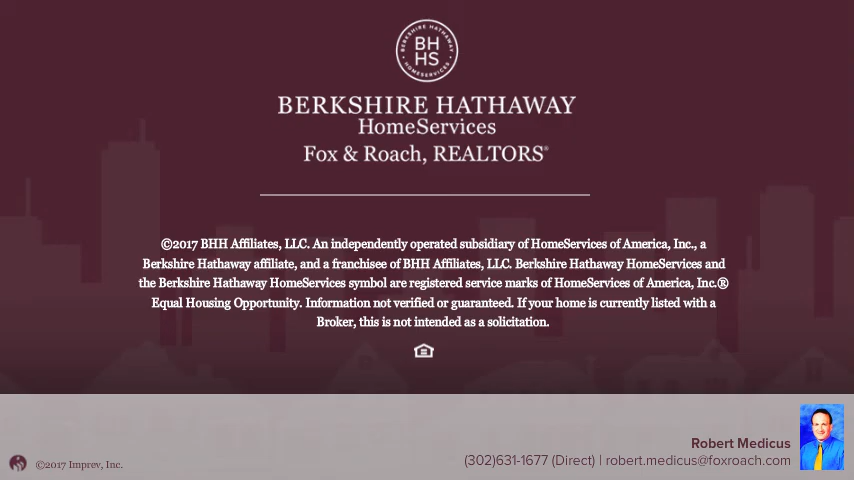 BERKSHIRE HATHAWAY
HOMESERVICES
BH
HS
BERKSHIRE HATHAWAY
HomeServices
Fox & Roach, REALTORS®
©2017 BHH Affiliates, LLC. An independently operated subsidiary of HomeServices of America, Inc., a
Berkshire Hathaway affiliate, and a franchisee of BHH Affiliates, LLC. Berkshire Hathaway HomeServices and
the Berkshire Hathaway HomeServices symbol are registered service marks of HomeServices of America, Inc.®
Equal Housing Opportunity. Information not verified or guaranteed. If your home is currently listed with a
Broker, this is not intended as a solicitation.
Robert Medicus
(302)631-1677 (Direct) | robert.medicus@foxroach.com
©2017 Imprev, Inc.